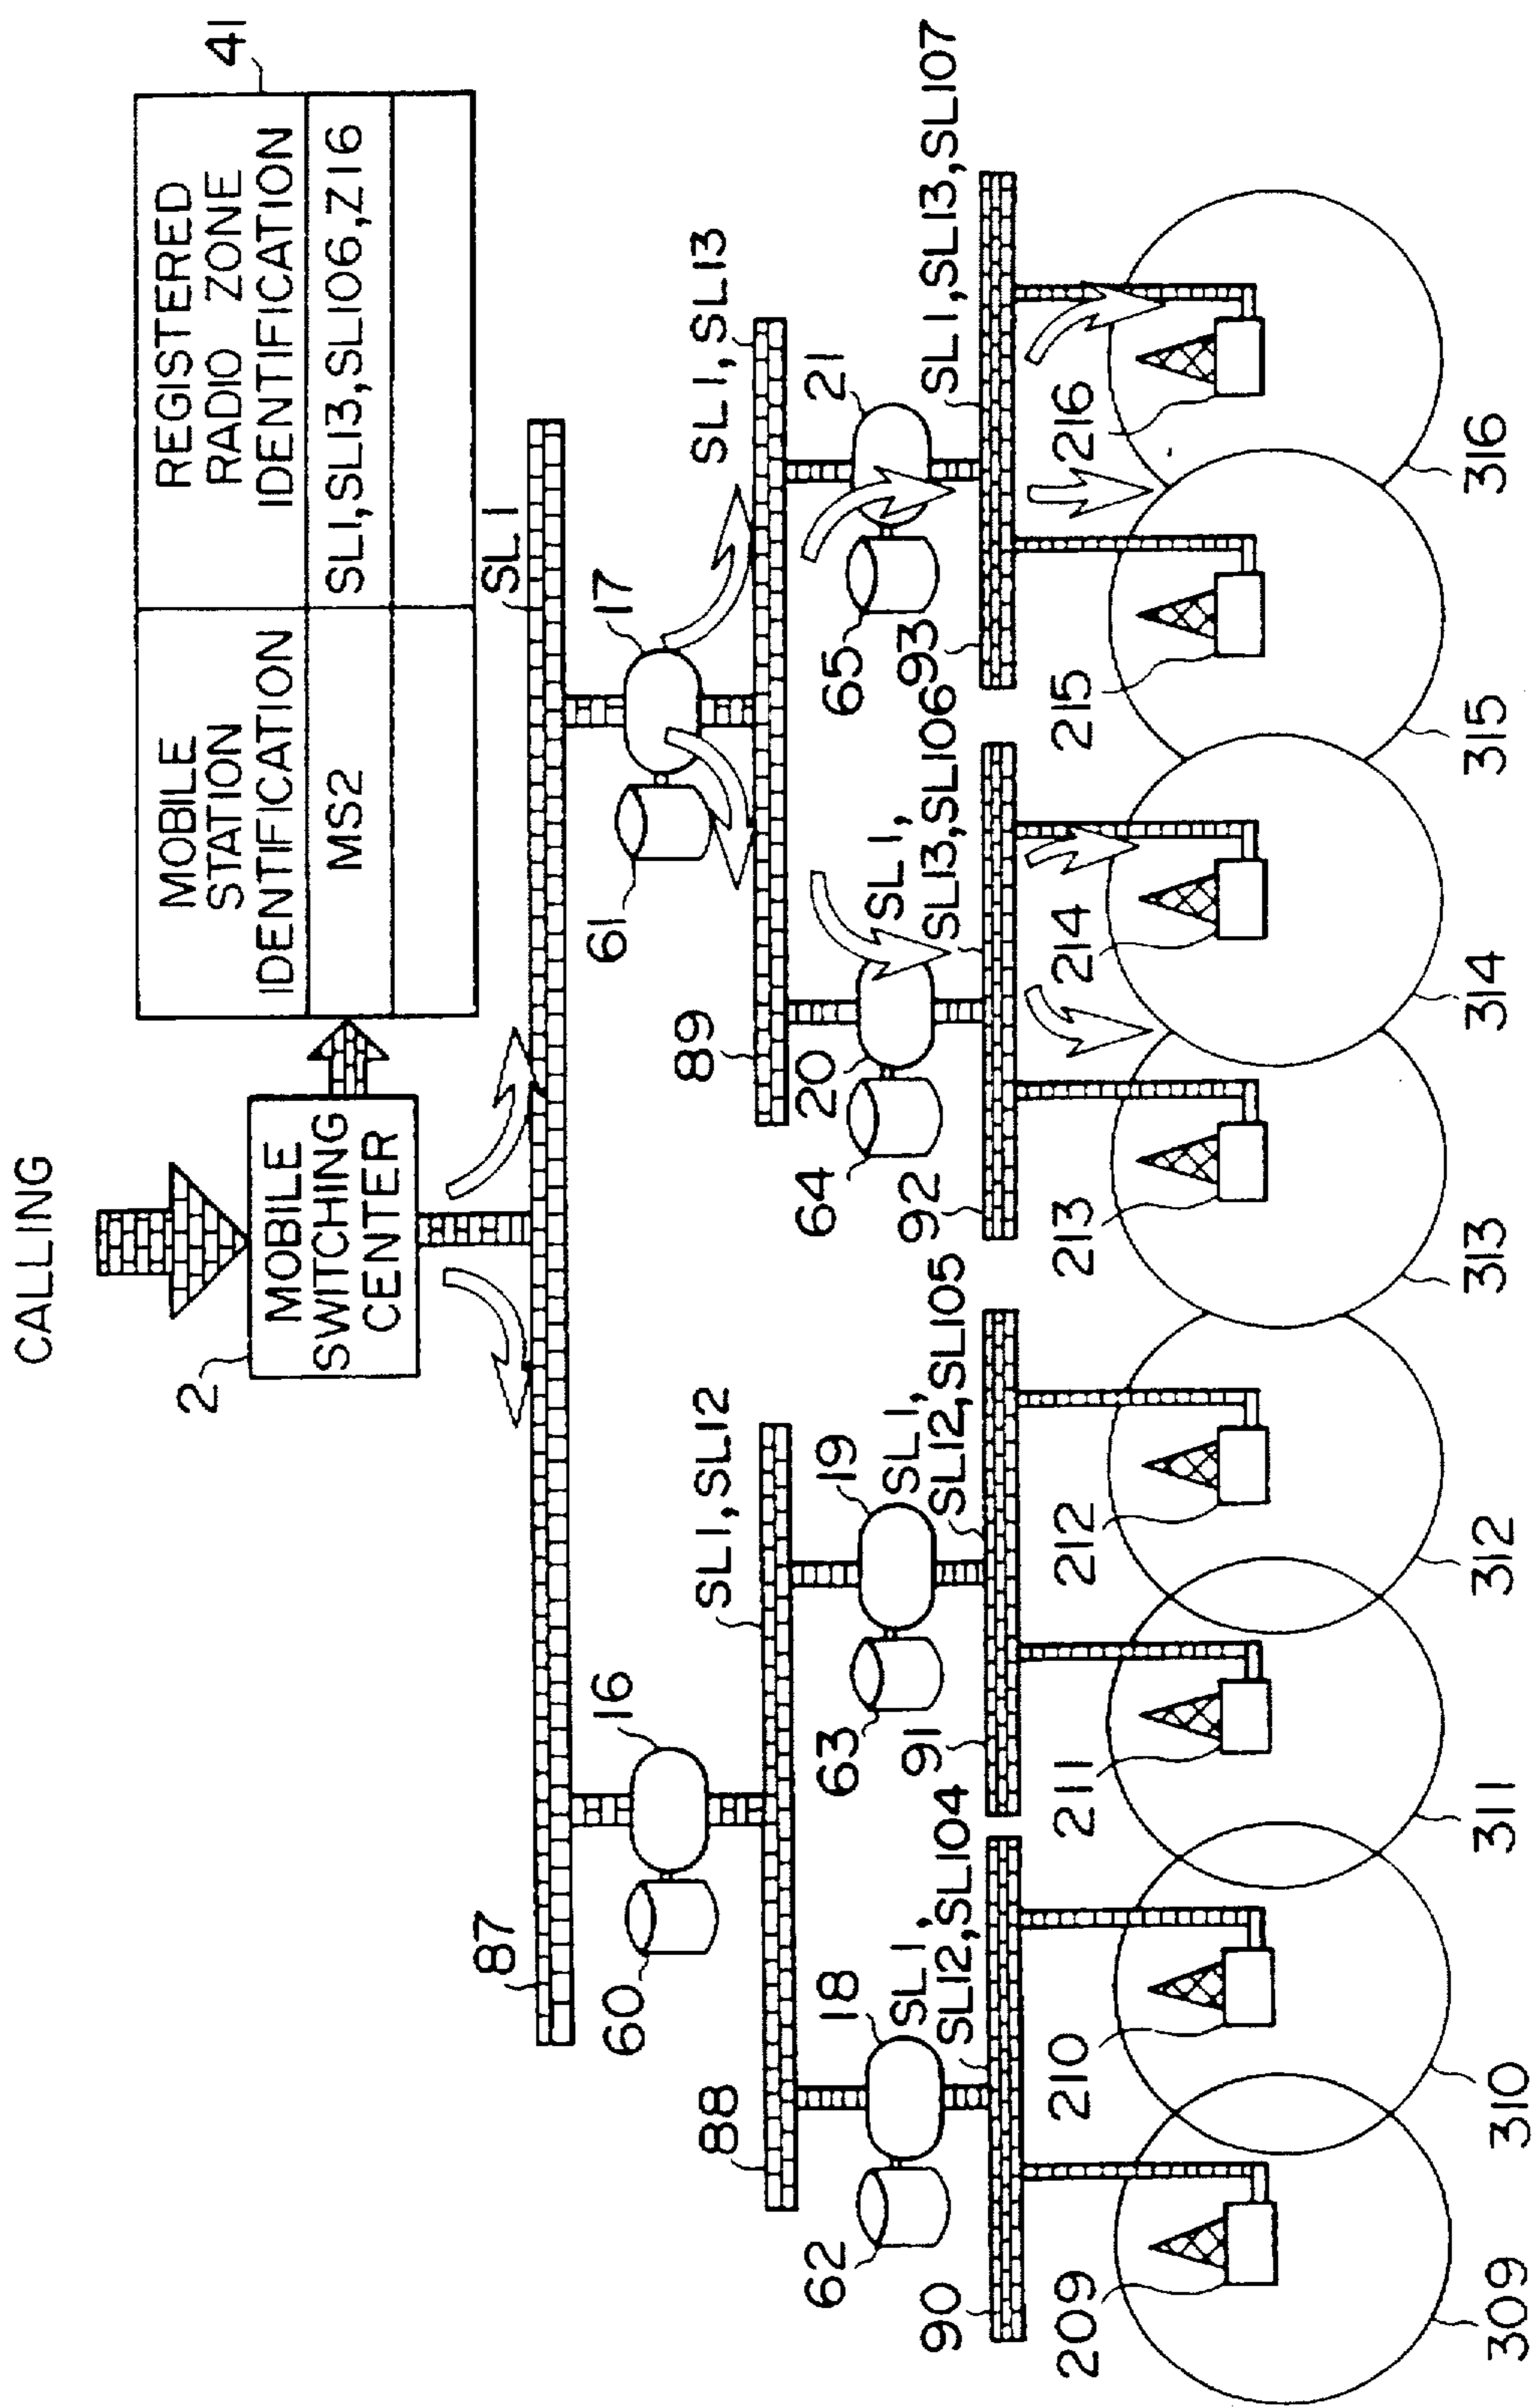 CALLING
2
MOBILE
SWITCHING
CENTER
41
MOBILE
STATION
IDENTIFICATION
REGISTERED
RADIO ZONE
IDENTIFICATION
MS2
SL1,SL13,SL106,Z16
87
SL1
60
16
61
17
88
SL1,SL12
89
SL1,SL13
62
18
63
19
64
20
65
21
90
SL1,
SL12,SL104
91
SL1,
SL12,SL105
92
SL1,
SL13,SL106
93
SL1,SL13,SL107
209
210
211
212
213
214
215
216
309
310
311
312
313
314
315
316